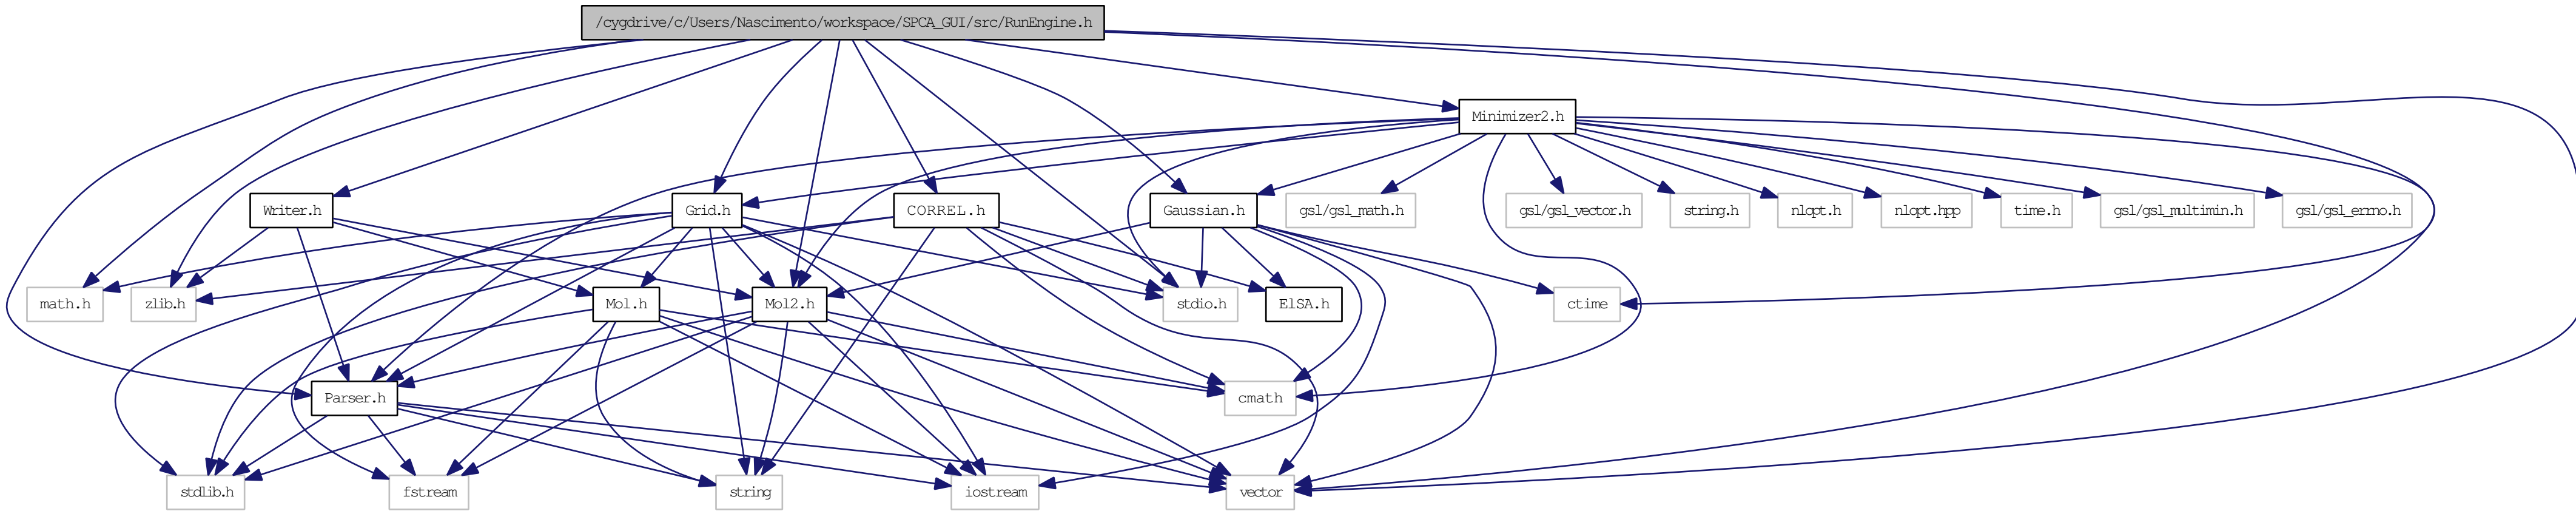 /cygdrive/c/Users/Nascimento/workspace/SPCA_GUI/src/RunEngine.h
Minimizer2.h
Writer.h
Grid.h
CORREL.h
Gaussian.h
gsl/gsl_math.h
gsl/gsl_vector.h
string.h
nlopt.h
nlopt.hpp
time.h
gsl/gsl_multimin.h
gsl/gsl_errno.h
math.h
zlib.h
Mol.h
Mol2.h
stdio.h
ElSA.h
ctime
Parser.h
cmath
stdlib.h
fstream
string
iostream
vector